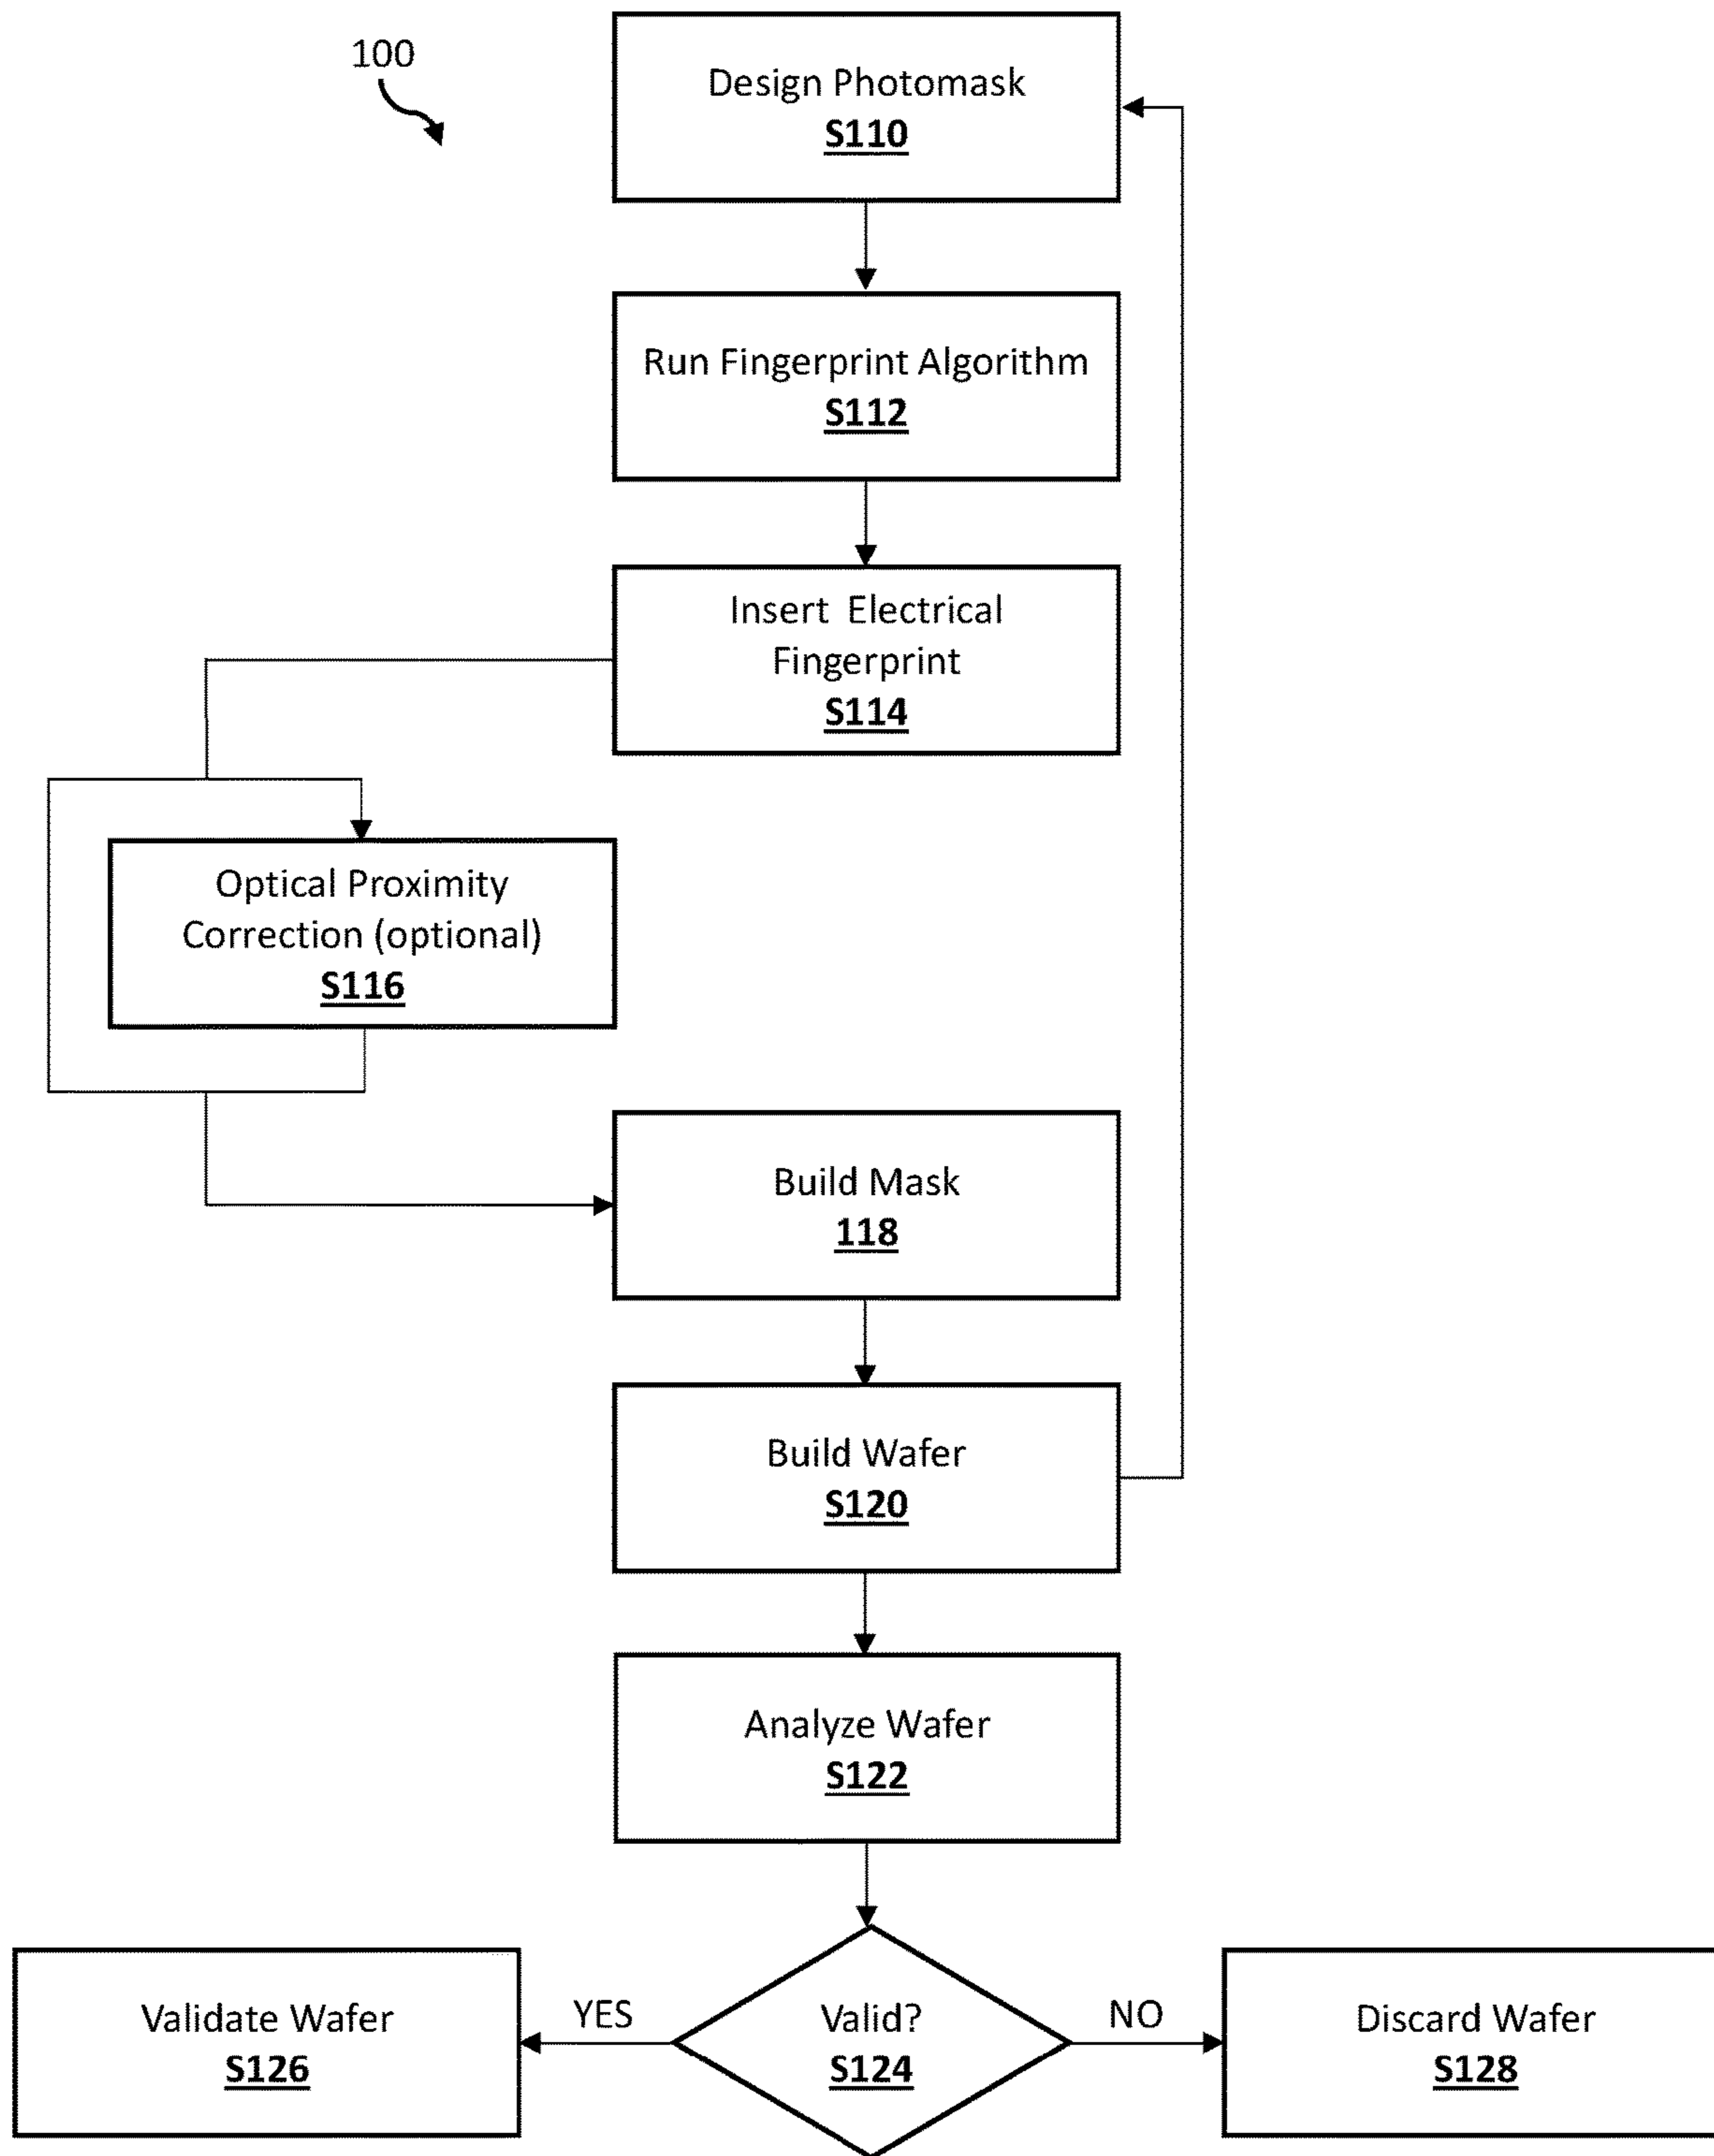 100
Design Photomask
S110
Run Fingerprint Algorithm
S112
Insert Electrical
Fingerprint
S114
Optical Proximity
Correction (optional)
S116
Build Mask
118
Build Wafer
S120
Analyze Wafer
S122
Validate Wafer
S126
YES
Valid?
S124
NO
Discard Wafer
S128